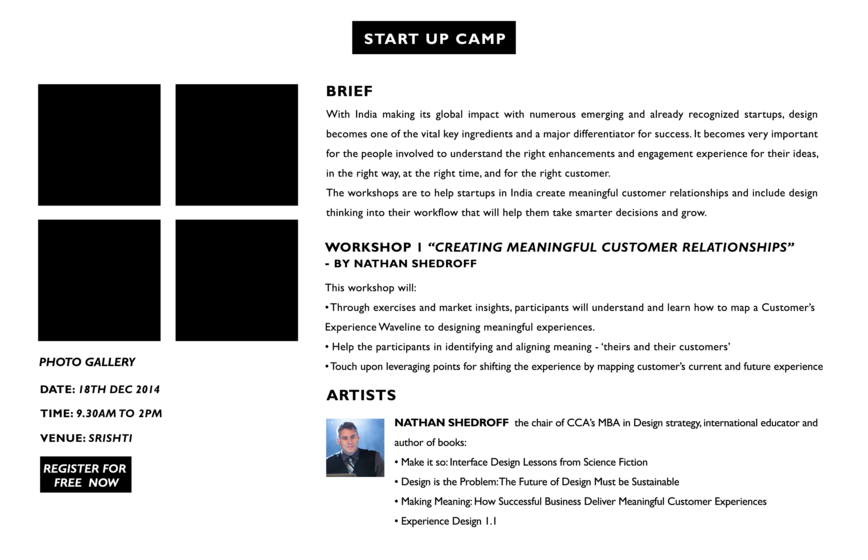 START UP CAMP
PHOTO GALLERY
DATE: 18TH DEC 2014
TIME: 9.30AM TO 2PM
VENUE: SRISHTI
REGISTER FOR
FREE NOW
BRIEF
With India making its global impact with numerous emerging and already recognized startups, design
becomes one of the vital key ingredients and a major differentiator for success. It becomes very important
for the people involved to understand the right enhancements and engagement experience for their ideas,
in the right way, at the right time, and for the right customer.
The workshops are to help startups in India create meaningful customer relationships and include design
thinking into their workflow that will help them take smarter decisions and grow.
WORKSHOP 1 “CREATING MEANINGFUL CUSTOMER RELATIONSHIPS”
- BY NATHAN SHEDROFF
This workshop will:
• Through exercises and market insights, participants will understand and learn how to map a Customer’s
Experience Waveline to designing meaningful experiences.
• Help the participants in identifying and aligning meaning - ‘theirs and their customers’
• Touch upon leveraging points for shifting the experience by mapping customer’s current and future experience
ARTISTS
NATHAN SHEDROFF the chair of CCA’s MBA in Design strategy, international educator and
author of books:
• Make it so: Interface Design Lessons from Science Fiction
• Design is the Problem: The Future of Design Must be Sustainable
• Making Meaning: How Successful Business Deliver Meaningful Customer Experiences
• Experience Design 1.1